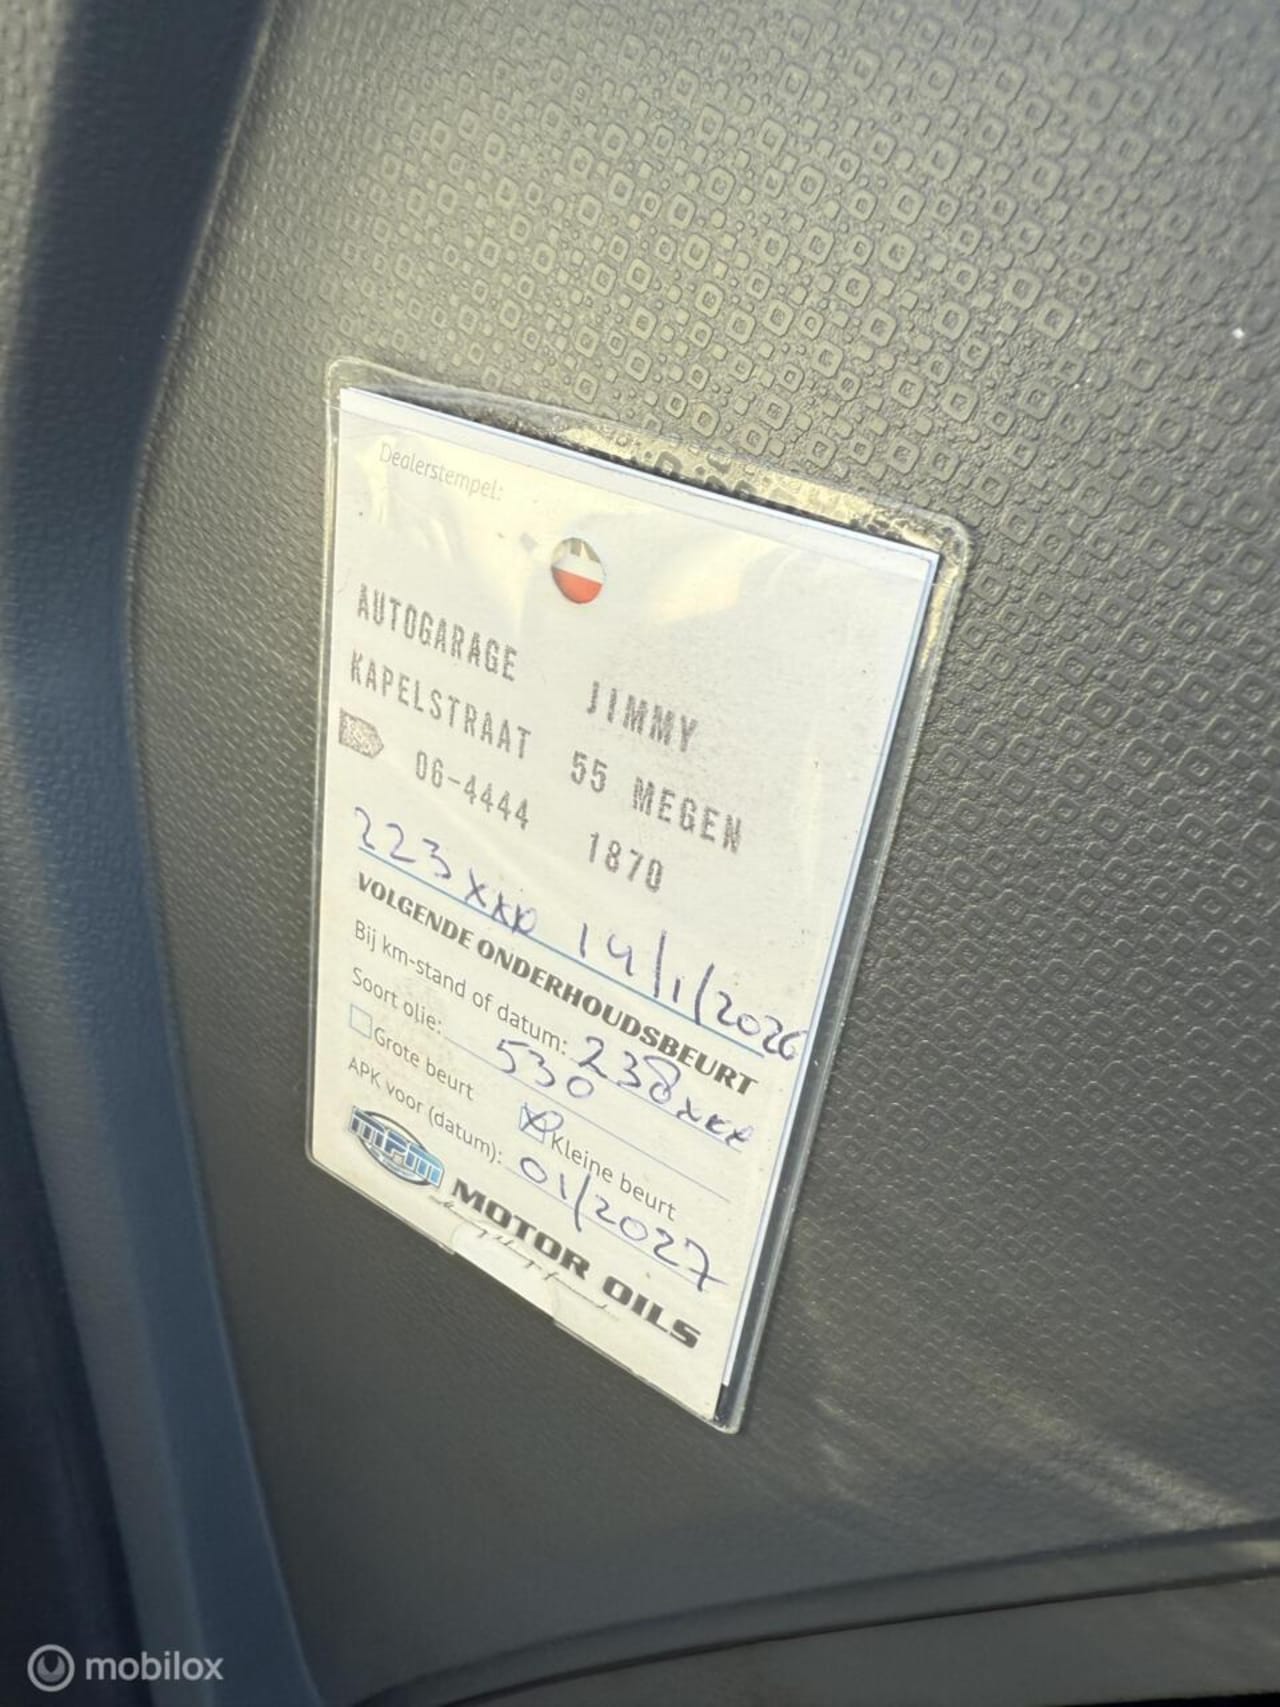 Dealerstempel:
AUTOGARAGE JIMMY
KAPELSTRAAT 55 MEGEN
06-4444 1870
223xxx 14/1/2026
VOLGENDE ONDERHOUDSBEURT
Bij km-stand of datum: 238xxx
Soort olie: 530
Grote beurt Kleine beurt
APK voor (datum): 01/2027
MPM MOTOR OILS
mobilox